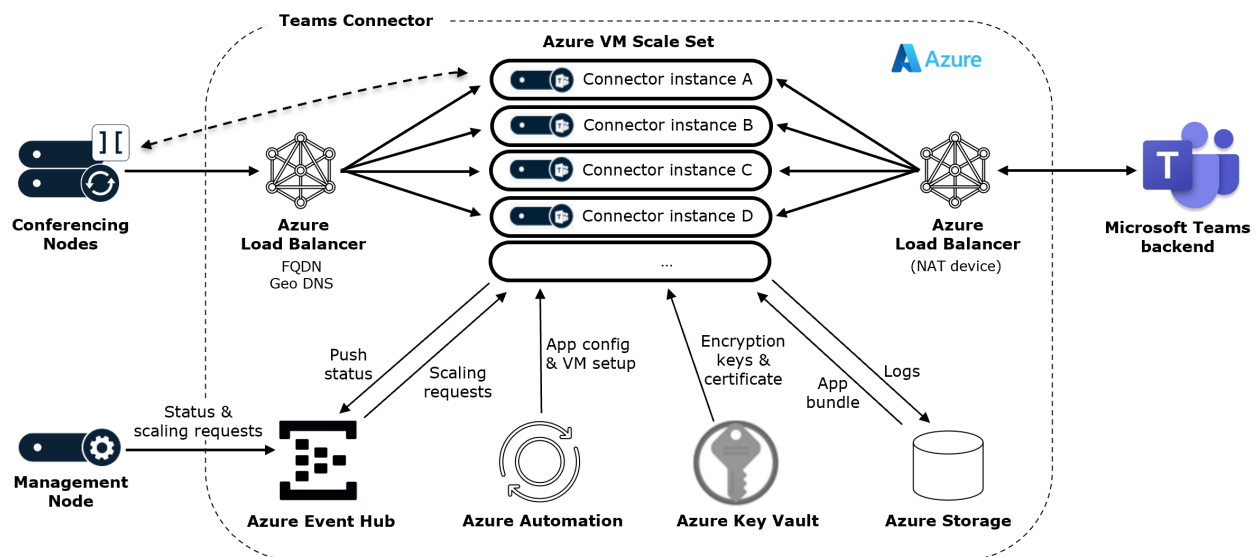 Teams Connector
Azure VM Scale Set
Azure
Connector instance A
Connector instance B
Connector instance C
Connector instance D
...
][
Conferencing
Nodes
Azure
Load Balancer
FQDN
Geo DNS
Azure
Load Balancer
(NAT device)
T
Microsoft Teams
backend
Push
status
Scaling
requests
App config
& VM setup
Encryption
keys &
certificate
App
bundle
Logs
Status &
scaling requests
Management
Node
Azure Event Hub
Azure Automation
Azure Key Vault
Azure Storage